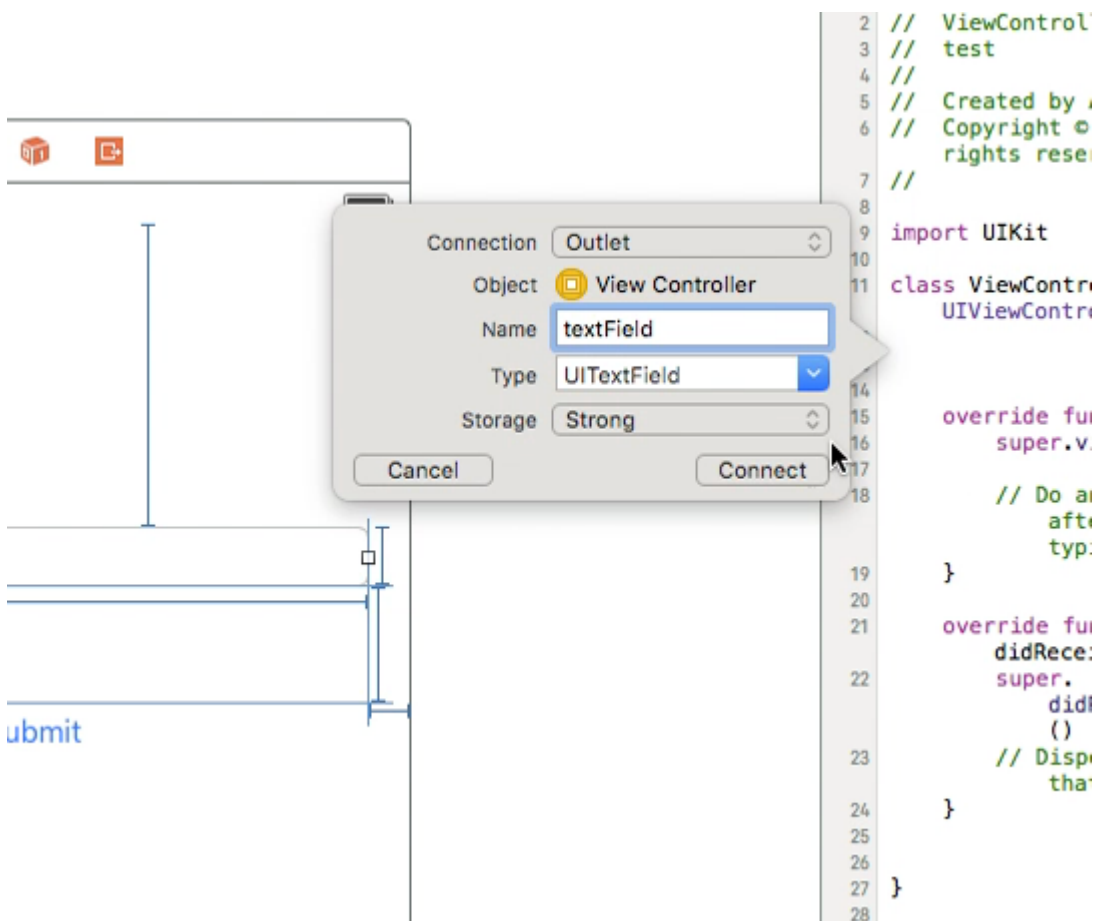 Connection Outlet
Object View Controller
Name textField
Type UITextField
Storage Strong
Cancel Connect
ubmit
2 // ViewControl
3 // test
4 //
5 // Created by
6 // Copyright ©
rights rese
7 //
8
9 import UIKit
10
11 class ViewContr
UIViewContr
14
15 override fu
16 super.v
17
18 // Do a
aft
typ
19 }
20
21 override fu
didRece
22 super.
did
()
23 // Disp
tha
24 }
25
26
27 }
28